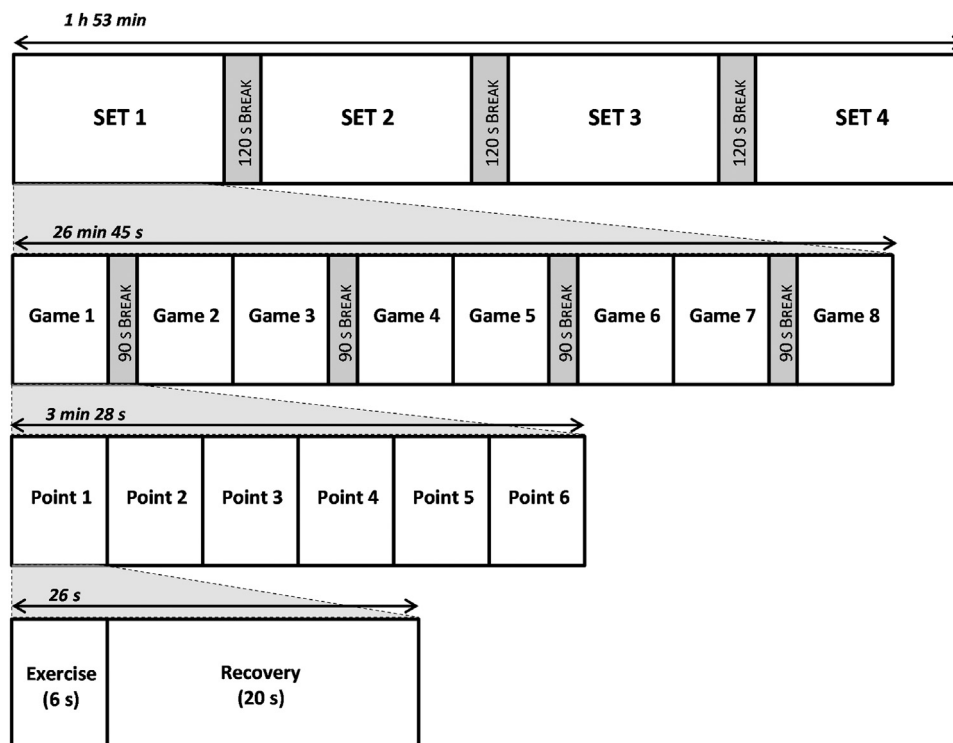 1 h 53 min
SET 1
120 S BREAK
SET 2
120 S BREAK
SET 3
120 S BREAK
SET 4
26 min 45 s
Game 1
90 S BREAK
Game 2
Game 3
90 S BREAK
Game 4
Game 5
90 S BREAK
Game 6
Game 7
90 S BREAK
Game 8
3 min 28 s
Point 1
Point 2
Point 3
Point 4
Point 5
Point 6
26 s
Exercise
(6 s)
Recovery
(20 s)